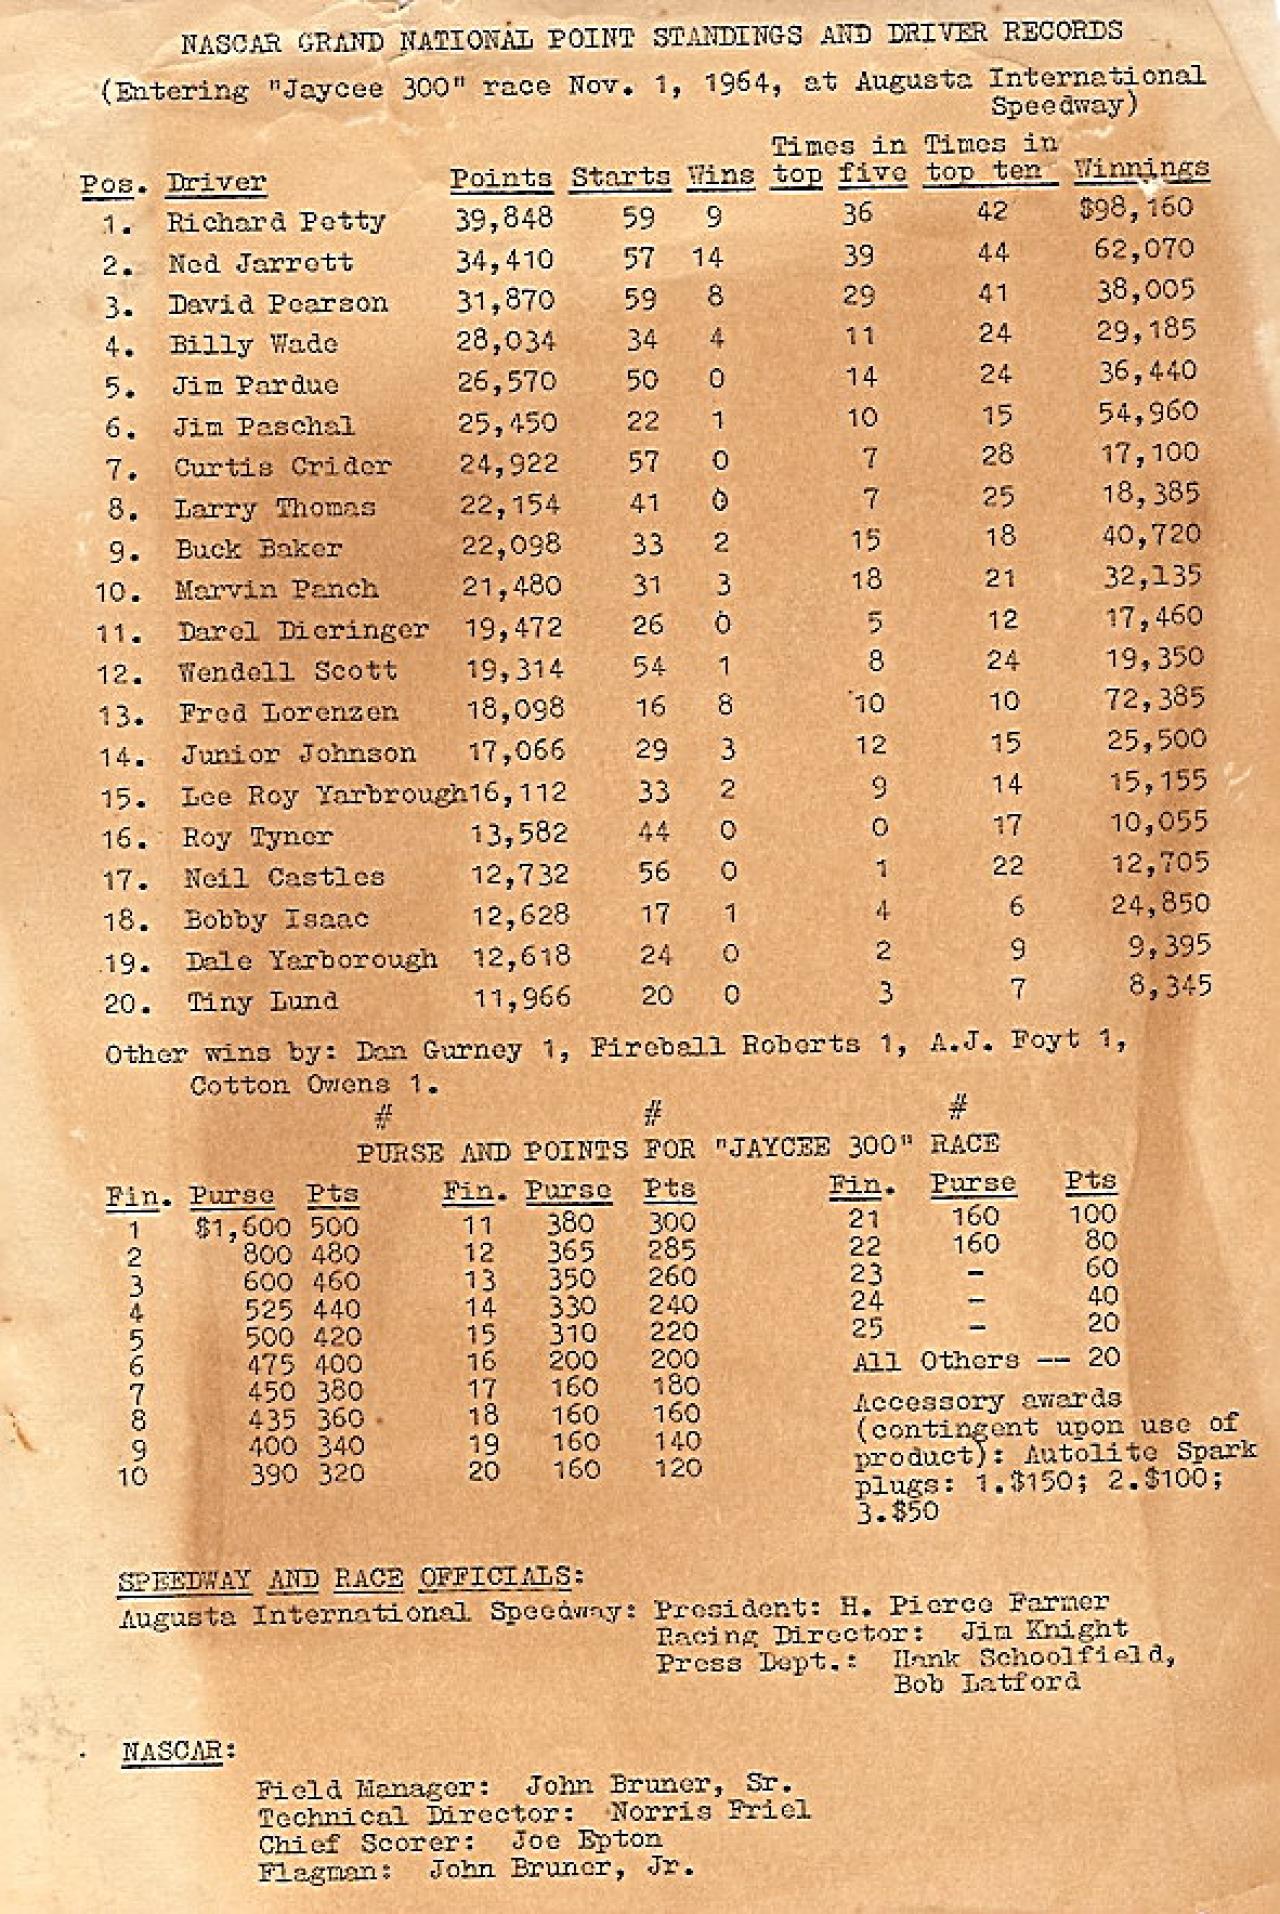 NASCAR GRAND NATIONAL POINT STANDINGS AND DRIVER RECORDS
(Entering "Jaycee 300" race Nov. 1, 1964, at Augusta International
Speedway)
Times in Times in
Pos. Driver Points Starts Wins top five top ten Winnings
1. Richard Petty 39,848 59 9 36 42 $98,160
2. Ned Jarrett 34,410 57 14 39 44 62,070
3. David Pearson 31,870 59 8 29 41 38,005
4. Billy Wade 28,034 34 4 11 24 29,185
5. Jim Pardue 26,570 50 0 14 24 36,440
6. Jim Paschal 25,450 22 1 10 15 54,960
7. Curtis Crider 24,922 57 0 7 28 17,100
8. Larry Thomas 22,154 41 0 7 25 18,385
9. Buck Baker 22,098 33 2 15 18 40,720
10. Marvin Panch 21,480 31 3 18 21 32,135
11. Darel Dieringer 19,472 26 0 5 12 17,460
12. Wendell Scott 19,314 54 1 8 24 19,350
13. Fred Lorenzen 18,098 16 8 10 10 72,385
14. Junior Johnson 17,066 29 3 12 15 25,500
15. Lee Roy Yarbrough 16,112 33 2 9 14 15,155
16. Roy Tyner 13,582 44 0 0 17 10,055
17. Neil Castles 12,732 56 0 1 22 12,705
18. Bobby Isaac 12,628 17 1 4 6 24,850
19. Dale Yarborough 12,618 24 0 2 9 9,395
20. Tiny Lund 11,966 20 0 3 7 8,345
Other wins by: Dan Gurney 1, Fireball Roberts 1, A.J. Foyt 1,
Cotton Owens 1.
# # #
PURSE AND POINTS FOR "JAYCEE 300" RACE
Fin. Purse Pts Fin. Purse Pts Fin. Purse Pts
1 $1,600 500 11 380 300 21 160 100
2 800 480 12 365 285 22 160 80
3 600 460 13 350 260 23 - 60
4 525 440 14 330 240 24 - 40
5 500 420 15 310 220 25 - 20
6 475 400 16 200 200 All Others -- 20
7 450 380 17 160 180
8 435 360 18 160 160
9 400 340 19 160 140
10 390 320 20 160 120
Accessory awards
(contingent upon use of
product): Autolite Spark
plugs: 1.$150; 2.$100;
3.$50
SPEEDWAY AND RACE OFFICIALS:
Augusta International Speedway: President: H. Pierce Farmer
Racing Director: Jim Knight
Press Dept.: Hank Schoolfield,
Bob Latford
NASCAR:
Field Manager: John Bruner, Sr.
Technical Director: Norris Friel
Chief Scorer: Joe Epton
Flagman: John Bruner, Jr.